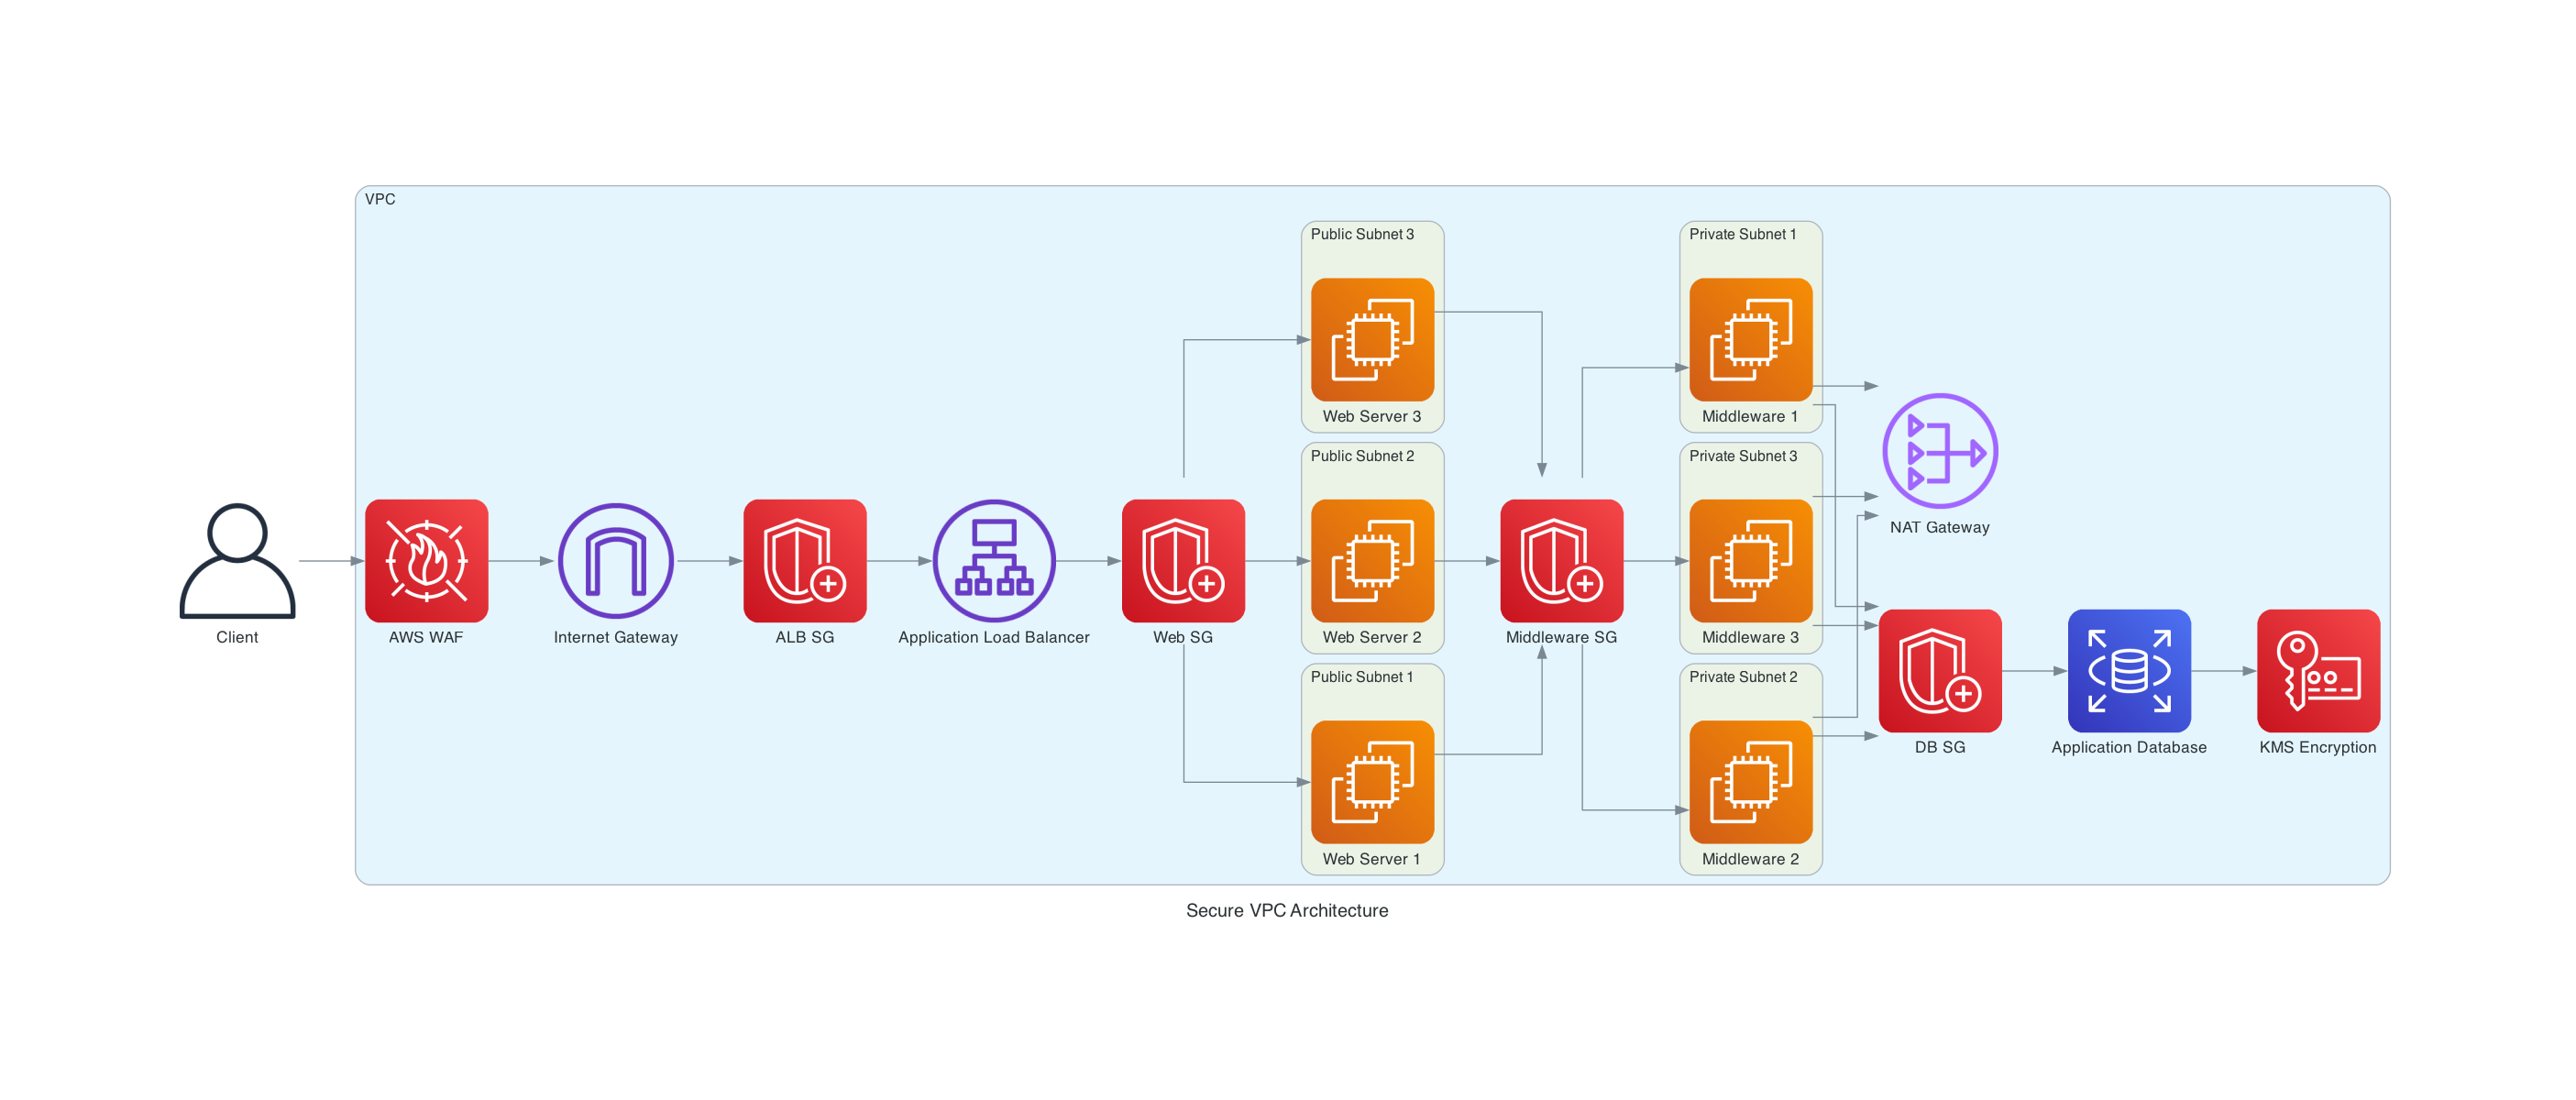 VPC
Public Subnet 3
Private Subnet 1
Web Server 3
Middleware 1
Public Subnet 2
Private Subnet 3
NAT Gateway
Client
AWS WAF
Internet Gateway
ALB SG
Application Load Balancer
Web SG
Web Server 2
Middleware SG
Middleware 3
Public Subnet 1
Private Subnet 2
DB SG
Application Database
KMS Encryption
Web Server 1
Middleware 2
Secure VPC Architecture